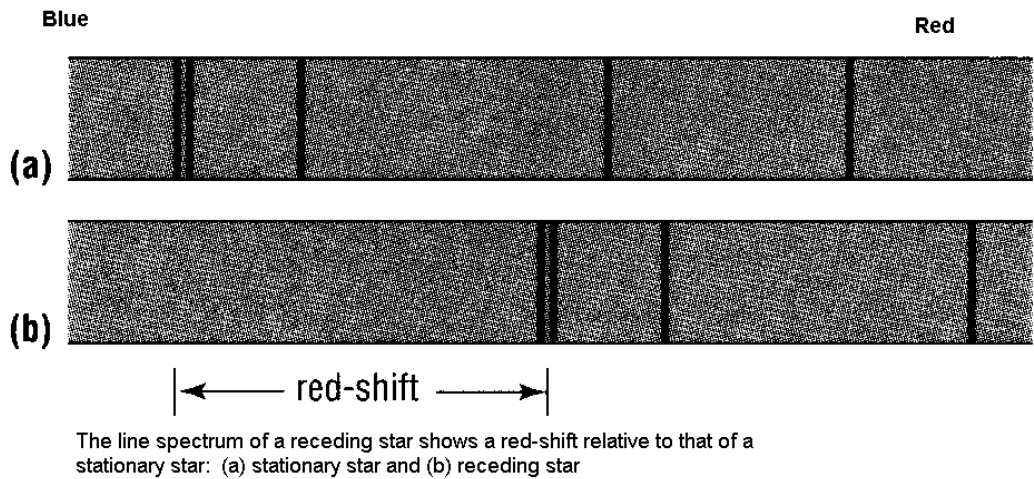 Blue
Red
(a)
(b)
red-shift
The line spectrum of a receding star shows a red-shift relative to that of a
stationary star:  (a) stationary star and (b) receding star